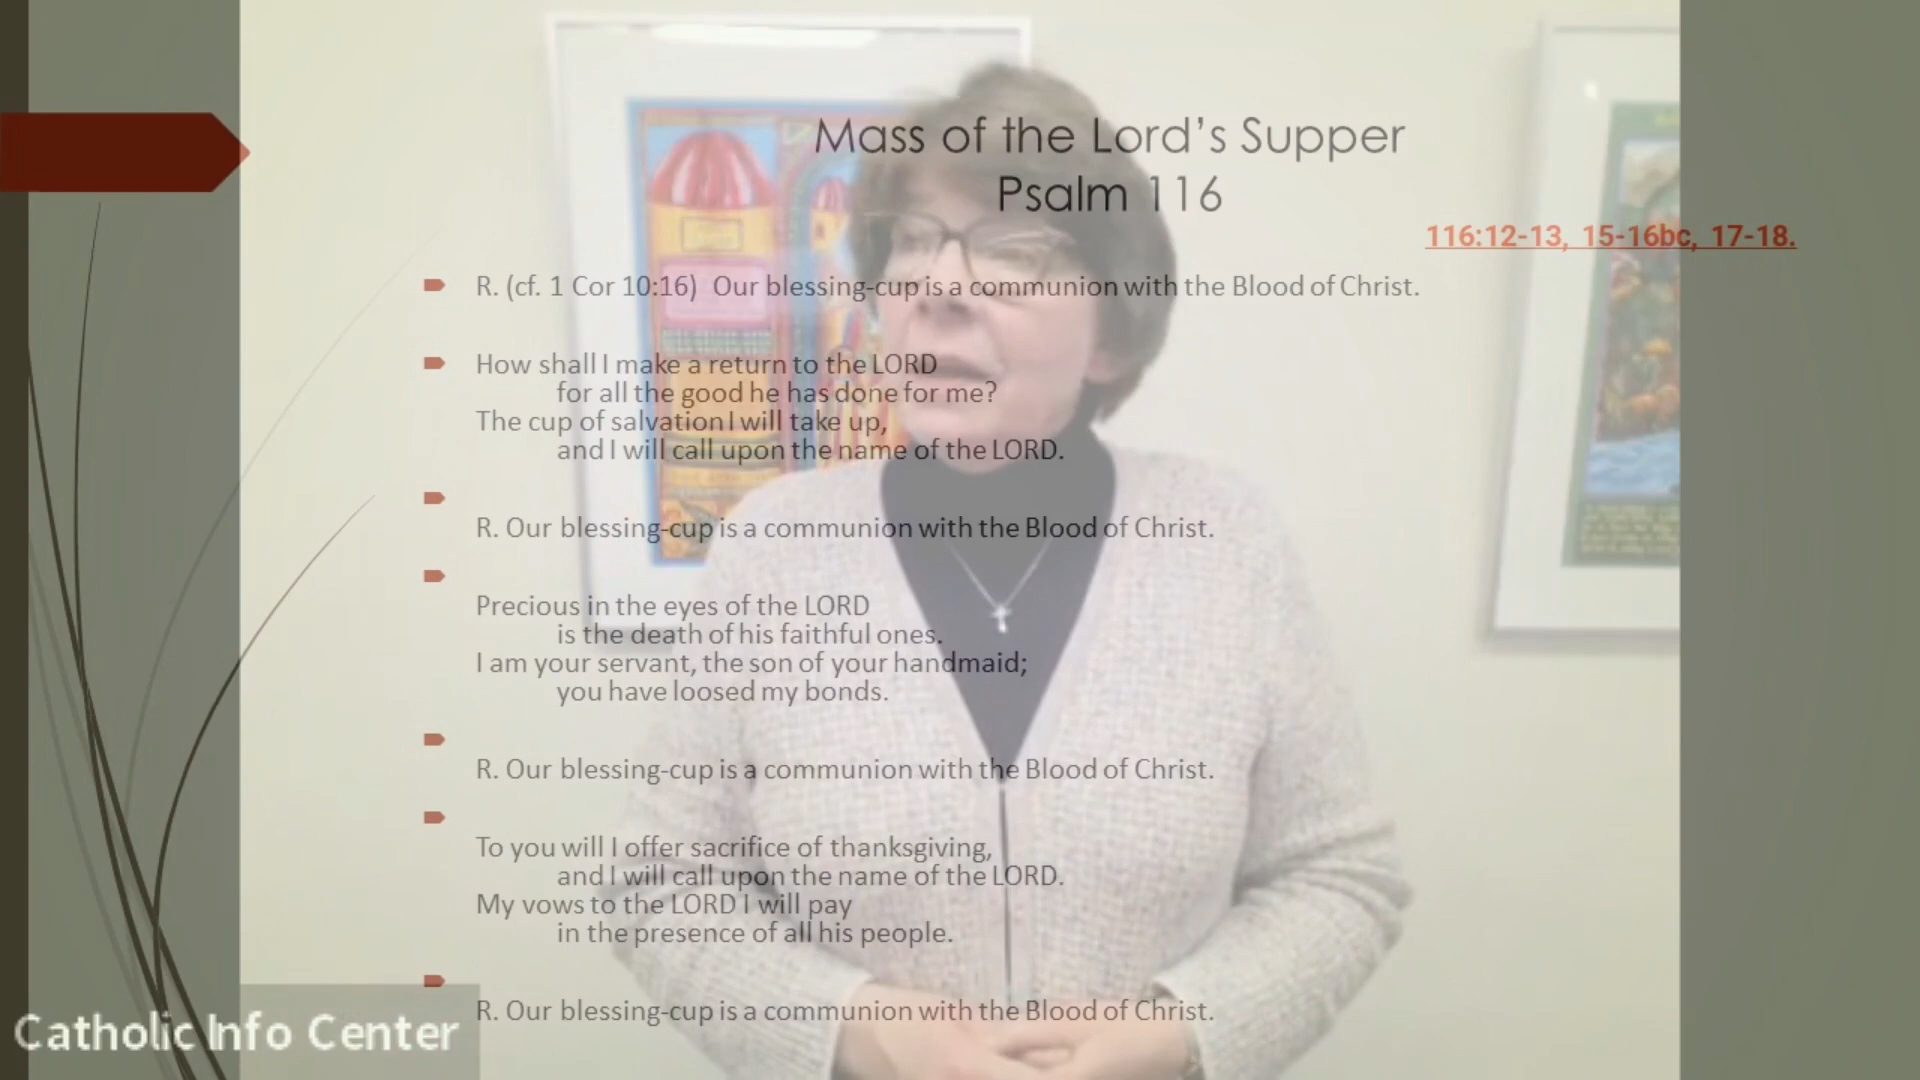 Mass of the Lord's Supper
Psalm 116
116:12-13, 15-16bc, 17-18.
R. (cf. 1 Cor 10:16) Our blessing-cup is a communion with the Blood of Christ.
How shall I make a return to the LORD
for all the good he has done for me?
The cup of salvation I will take up,
and I will call upon the name of the LORD.
R. Our blessing-cup is a communion with the Blood of Christ.
Precious in the eyes of the LORD
is the death of his faithful ones.
I am your servant, the son of your handmaid;
you have loosed my bonds.
R. Our blessing-cup is a communion with the Blood of Christ.
To you will I offer sacrifice of thanksgiving,
and I will call upon the name of the LORD.
My vows to the LORD I will pay
in the presence of all his people.
R. Our blessing-cup is a communion with the Blood of Christ.
Catholic Info Center